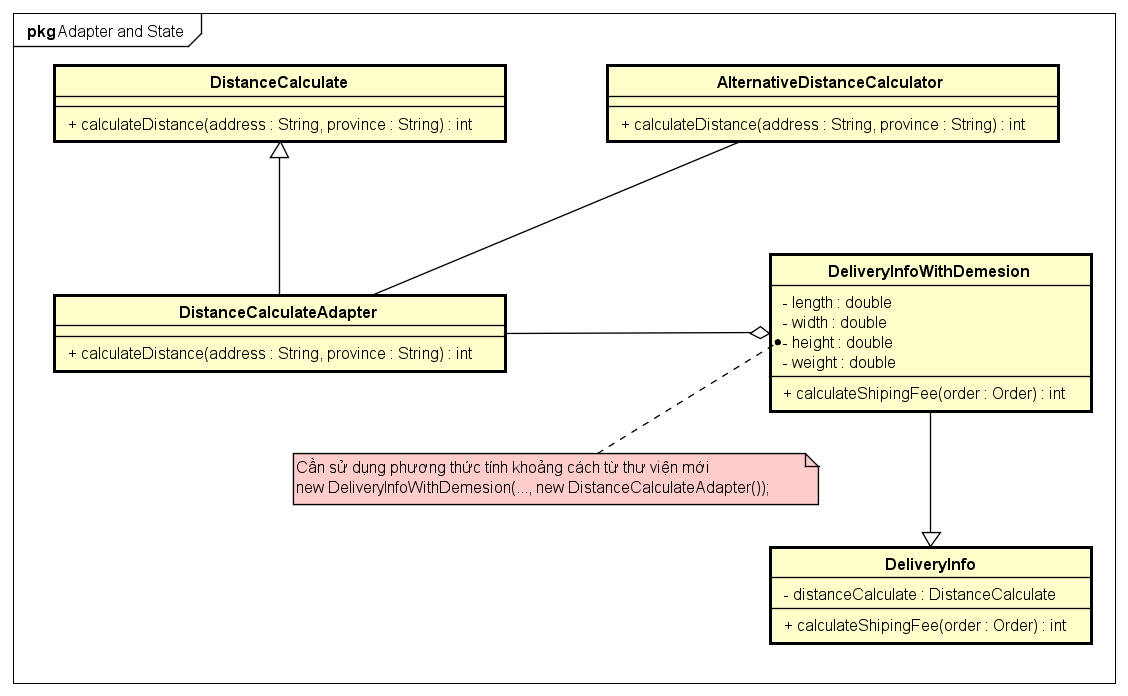 pkg Adapter and State
DistanceCalculate
+ calculateDistance(address : String, province : String) : int
AlternativeDistanceCalculator
+ calculateDistance(address : String, province : String) : int
DistanceCalculateAdapter
+ calculateDistance(address : String, province : String) : int
DeliveryInfoWithDemesion
- length : double
- width : double
- height : double
- weight : double
+ calculateShipingFee(order : Order) : int
Cần sử dụng phương thức tính khoảng cách từ thư viện mới
new DeliveryInfoWithDemesion(..., new DistanceCalculateAdapter());
DeliveryInfo
- distanceCalculate : DistanceCalculate
+ calculateShipingFee(order : Order) : int